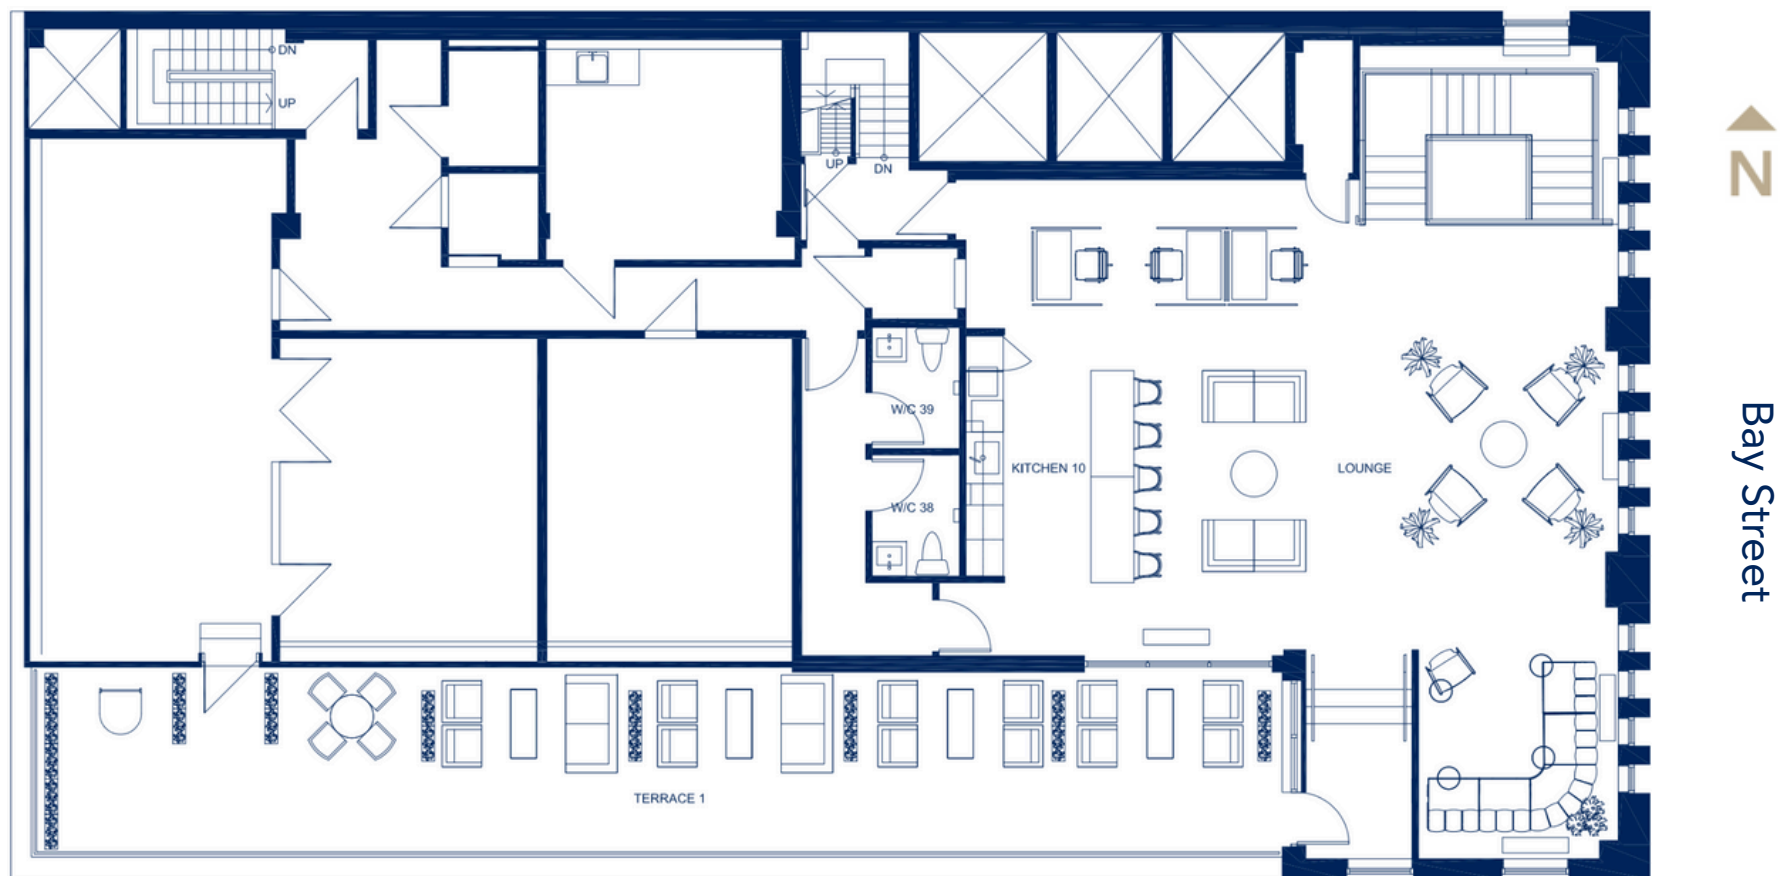 DN
UP
UP
DN
N
W/C 39
Bay Street
KITCHEN 10
LOUNGE
W/C 38
TERRACE 1